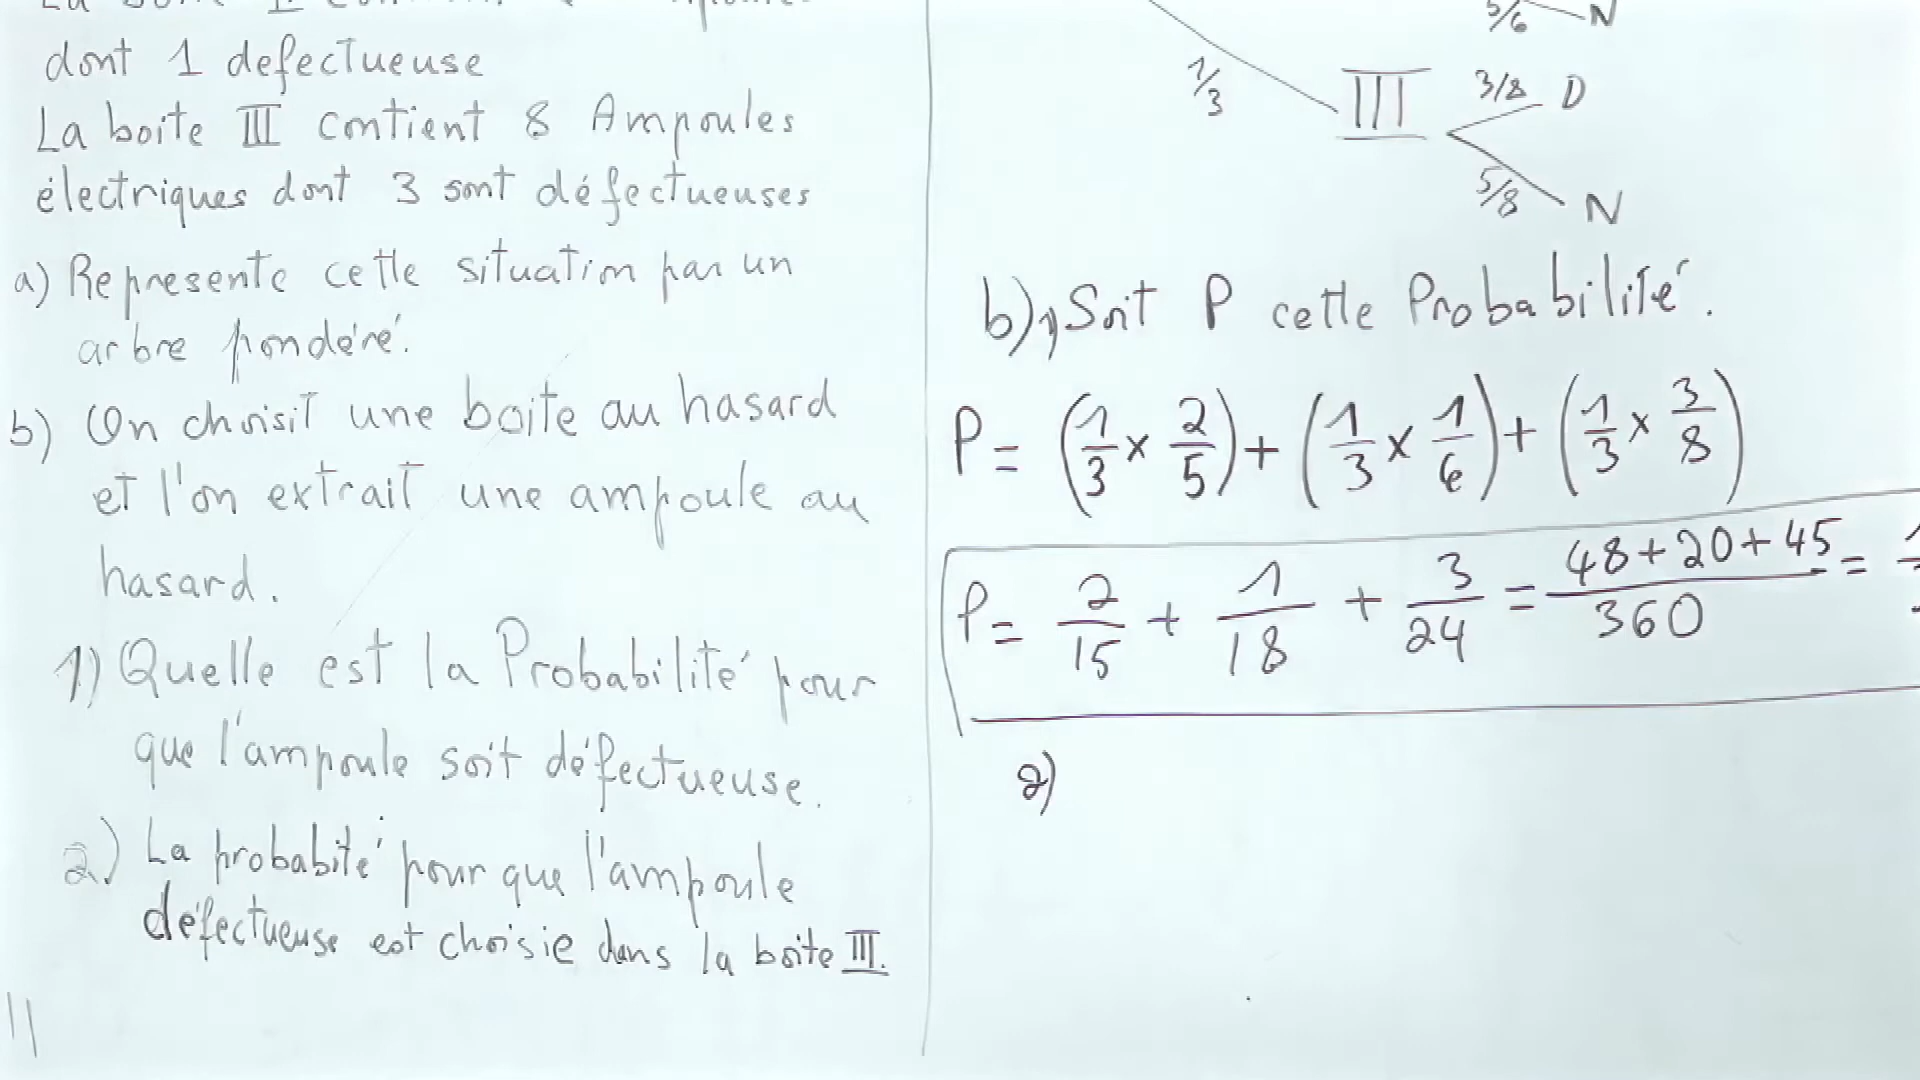 dont 1 defectueuse
La boite III contient 8 Ampoules
électriques dont 3 sont défectueuses
a) Represente cette situation par un
arbre pondéré.
b) On choisit une boite au hasard
et l'on extrait une ampoule au
hasard.
1) Quelle est la Probabilité pour
que l'ampoule soit défectueuse.
2) La probabité pour que l'ampoule
défectueuse est choisie dans la boite III.
5/6 N
1/3 III 3/8 D
5/8 N
b) 1) Soit P cette Probabilité.
P = (1/3 × 2/5) + (1/3 × 1/6) + (1/3 × 3/8)
P = 2/15 + 1/18 + 3/24 = 48+20+45/360 =
2)